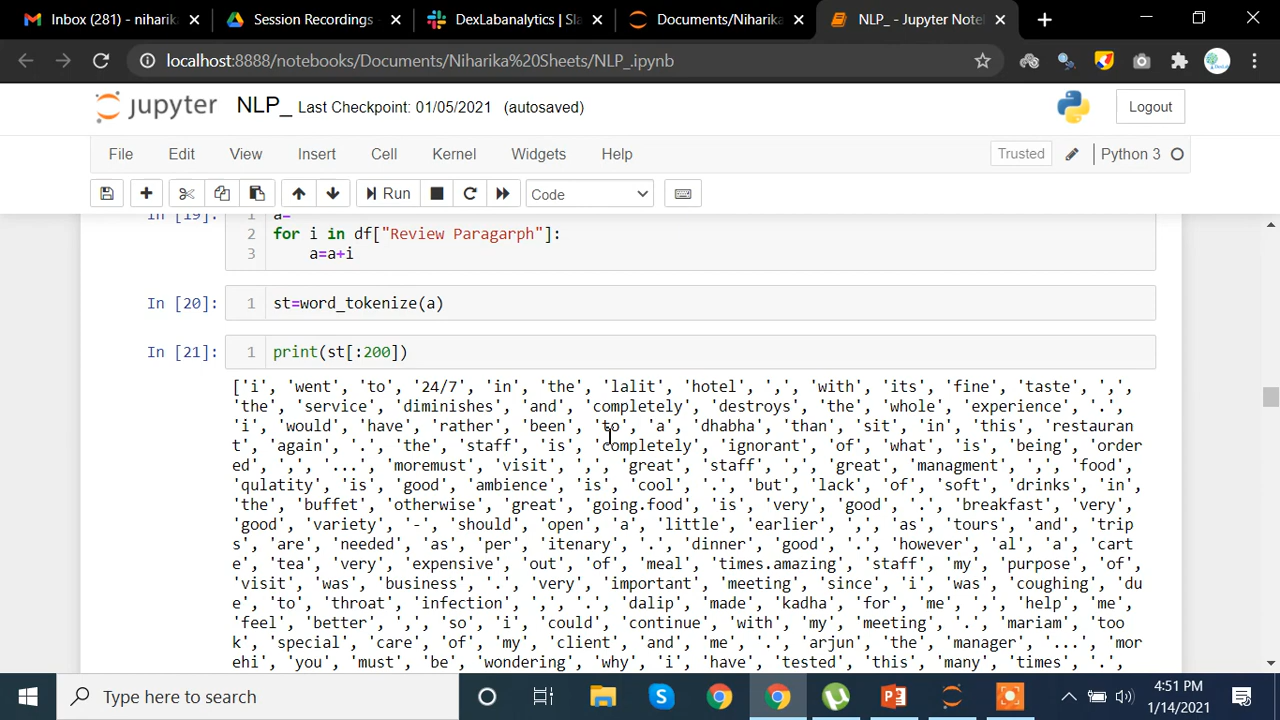 Inbox (281) - niharika
Session Recordings -
DexLabanalytics | Sla
Documents/Niharika
NLP_ - Jupyter Note
localhost:8888/notebooks/Documents/Niharika%20Sheets/NLP_.ipynb
jupyter NLP_ Last Checkpoint: 01/05/2021 (autosaved)
Logout
File Edit View Insert Cell Kernel Widgets Help
Trusted Python 3
Run Code
In [19]: 1 a=
2 for i in df["Review Paragarph"]:
3 a=a+i
In [20]: 1 st=word_tokenize(a)
In [21]: 1 print(st[:200])
['i', 'went', 'to', '24/7', 'in', 'the', 'lalit', 'hotel', ',', 'with', 'its', 'fine', 'taste', ',',
'the', 'service', 'diminishes', 'and', 'completely', 'destroys', 'the', 'whole', 'experience', '.',
'i', 'would', 'have', 'rather', 'been', 'to', 'a', 'dhabha', 'than', 'sit', 'in', 'this', 'restauran
t', 'again', '.', 'the', 'staff', 'is', 'completely', 'ignorant', 'of', 'what', 'is', 'being', 'order
ed', '.', '...', 'moremust', 'visit', ',', 'great', 'staff', ',', 'great', 'managment', ',', 'food',
'qulatity', 'is', 'good', 'ambience', 'is', 'cool', '.', 'but', 'lack', 'of', 'soft', 'drinks', 'in',
'the', 'buffet', 'otherwise', 'great', 'going.food', 'is', 'very', 'good', '.', 'breakfast', 'very',
'good', 'variety', '-', 'should', 'open', 'a', 'little', 'earlier', ',', 'as', 'tours', 'and', 'trip
s', 'are', 'needed', 'as', 'per', 'itenary', '.', 'dinner', 'good', '.', 'however', 'al', 'a', 'cart
e', 'tea', 'very', 'expensive', 'out', 'of', 'meal', 'times.amazing', 'staff', 'my', 'purpose', 'of',
'visit', 'was', 'business', '.', 'very', 'important', 'meeting', 'since', 'i', 'was', 'coughing', 'du
e', 'to', 'throat', 'infection', ',', '.', 'dalip', 'made', 'kadha', 'for', 'me', ',', 'help', 'me',
'feel', 'better', ',', 'so', 'i', 'could', 'continue', 'with', 'my', 'meeting', '.', 'mariam', 'too
k', 'special', 'care', 'of', 'my', 'client', 'and', 'me', '.', 'arjun', 'the', 'manager', '...', 'mor
ehi', 'you', 'must', 'be', 'wondering', 'why', 'i', 'have', 'tested', 'this', 'many', 'times', '.',
Type here to search
4:51 PM
1/14/2021